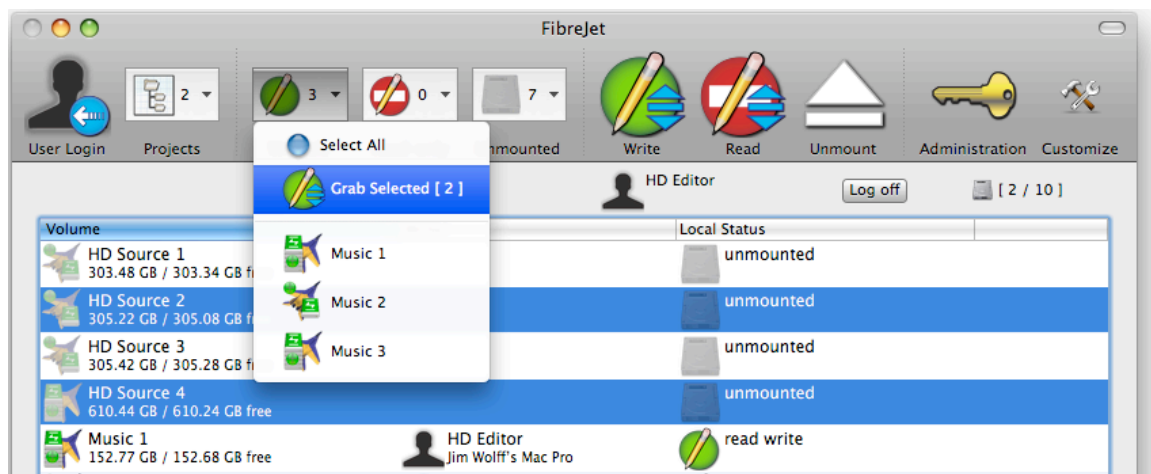 FibreJet
2
3
0
7
User Login
Projects
Unmounted
Write
Read
Unmount
Administration
Customize
Select All
Grab Selected [ 2 ]
Music 1
Music 2
Music 3
HD Editor
Log off
[ 2 / 10 ]
Volume
Local Status
HD Source 1
303.48 GB / 303.34 GB
unmounted
HD Source 2
305.22 GB / 305.08 GB
unmounted
HD Source 3
305.42 GB / 305.28 GB
unmounted
HD Source 4
610.44 GB / 610.24 GB free
unmounted
Music 1
152.77 GB / 152.68 GB free
HD Editor
Jim Wolff's Mac Pro
read write